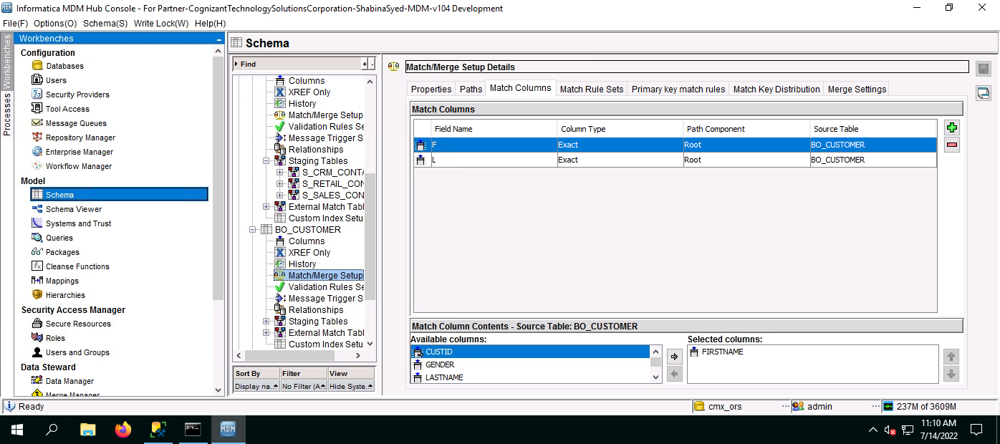 Informatica MDM Hub Console - For Partner-CognizantTechnologySolutionsCorporation-ShabinaSyed-MDM-v104 Development
File(F) Options(O) Schema(S) Write Lock(W) Help(H)
Workbenches
Processes
Workbenches
Configuration
Databases
Users
Security Providers
Tool Access
Message Queues
Repository Manager
Enterprise Manager
Workflow Manager
Model
Schema
Schema Viewer
Systems and Trust
Queries
Packages
Cleanse Functions
Mappings
Hierarchies
Security Access Manager
Secure Resources
Roles
Users and Groups
Data Steward
Data Manager
Merge Manager
Schema
Find + -
Columns
XREF Only
History
Match/Merge Setup
Validation Rules Se
Message Trigger S
Relationships
Staging Tables
S_CRM_CONTA
S_RETAIL_CON
S_SALES_CON
External Match Tabl
Custom Index Setu
BO_CUSTOMER
Columns
XREF Only
History
Match/Merge Setup
Validation Rules Se
Message Trigger S
Relationships
Staging Tables
External Match Tabl
Custom Index Setu
Sort By Filter View
Display na... No Filter (A... Hide Syste...
Match/Merge Setup Details
Properties Paths Match Columns Match Rule Sets Primary key match rules Match Key Distribution Merge Settings
Match Columns
Field Name Column Type Path Component Source Table
F Exact Root BO_CUSTOMER
L Exact Root BO_CUSTOMER
Match Column Contents - Source Table: BO_CUSTOMER
Available columns: Selected columns:
CUSTID FIRSTNAME
GENDER
LASTNAME
Ready cmx_ors ... admin ... 237M of 3609M
MDM
11:10 AM
7/14/2022